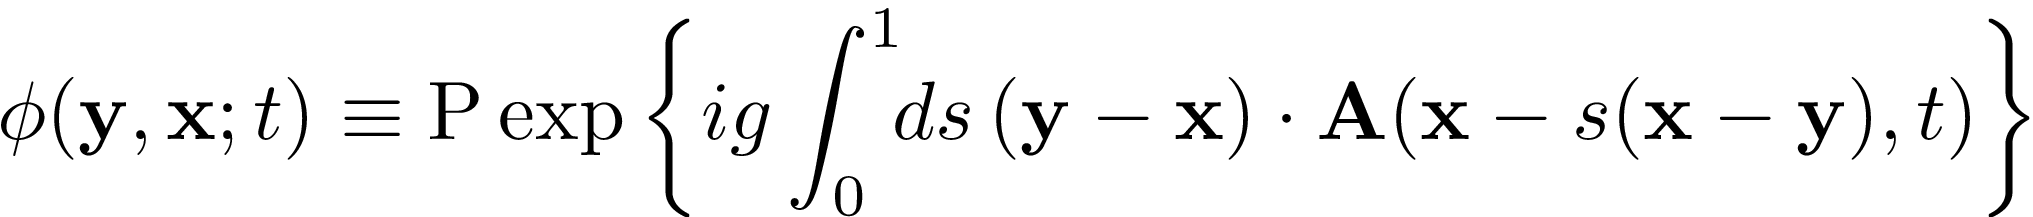 ϕ(𝐲, 𝐱; t) ≡ P exp { ig ∫₀¹ ds (𝐲 − 𝐱) · 𝐀(𝐱 − s(𝐱 − 𝐲), t) }